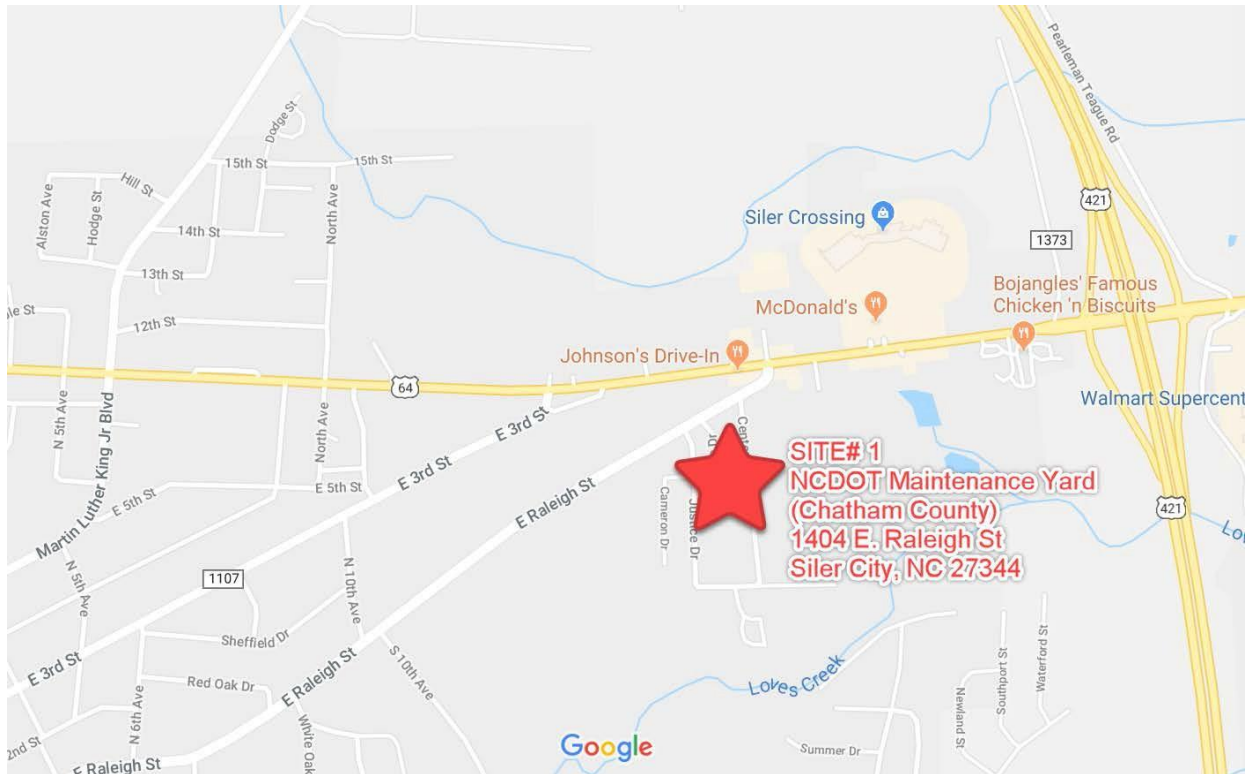 Pearleman Teague Rd
Dodge St
15th St
15th St
Hill St
Alston Ave
Hodge St
North Ave
14th St
13th St
12th St
Siler Crossing
421
1373
McDonald's
Bojangles' Famous
Chicken 'n Biscuits
Johnson's Drive-In
64
Walmart Supercent
N 5th Ave
Martin Luther King Jr Blvd
North Ave
E 3rd St
E 3rd St
E 5th St
E 5th St
E Raleigh St
Cameron Dr
Justice Dr
SITE# 1
NCDOT Maintenance Yard
(Chatham County)
1404 E. Raleigh St
Siler City, NC 27344
421
N 5th Ave
1107
N 10th Ave
Sheffield Dr
E 3rd St
S 10th Ave
E Raleigh St
Red Oak Dr
N 6th Ave
White Oak
2nd St
E Raleigh St
Loves Creek
Newland St
Southport St
Waterford St
Summer Dr
Google